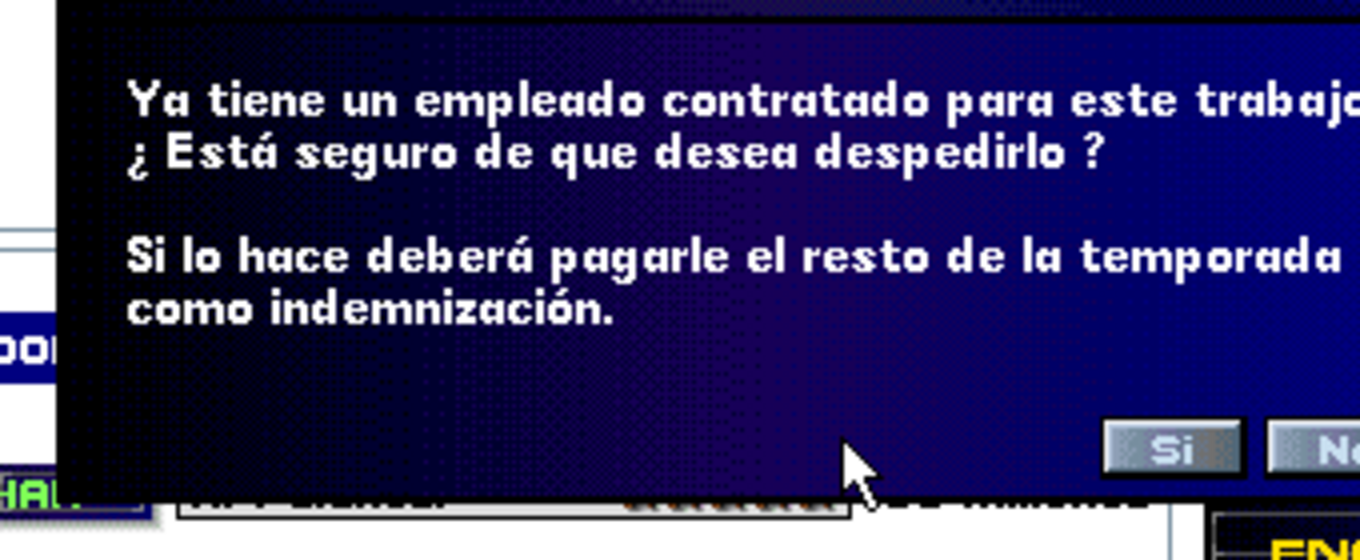 Ya tiene un empleado contratado para este trabajo
¿ Está seguro de que desea despedirlo ?
Si lo hace deberá pagarle el resto de la temporada
como indemnización.
Si